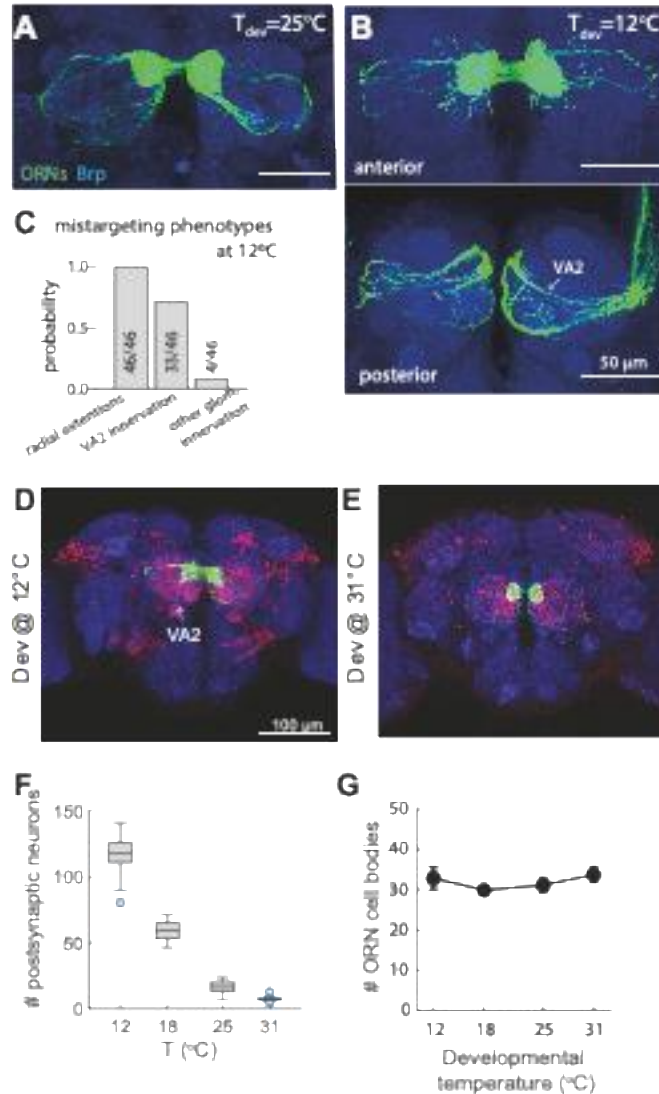 A
T_dev=25°C
ORNs Brp
B
T_dev=12°C
anterior
VA2
posterior
50 µm
C
mistargeting phenotypes
at 12°C
probability
1.0
0.5
0.0
46/46
33/46
4/46
radial extentions
VA2 innervation
other glom.
innervation
D
Dev @ 12°C
VA2
100 µm
E
Dev @ 31°C
F
# postsynaptic neurons
150
100
50
0
12 18 25 31
T (°C)
G
# ORN cell bodies
50
40
30
20
10
0
12 18 25 31
Developmental
temperature (°C)